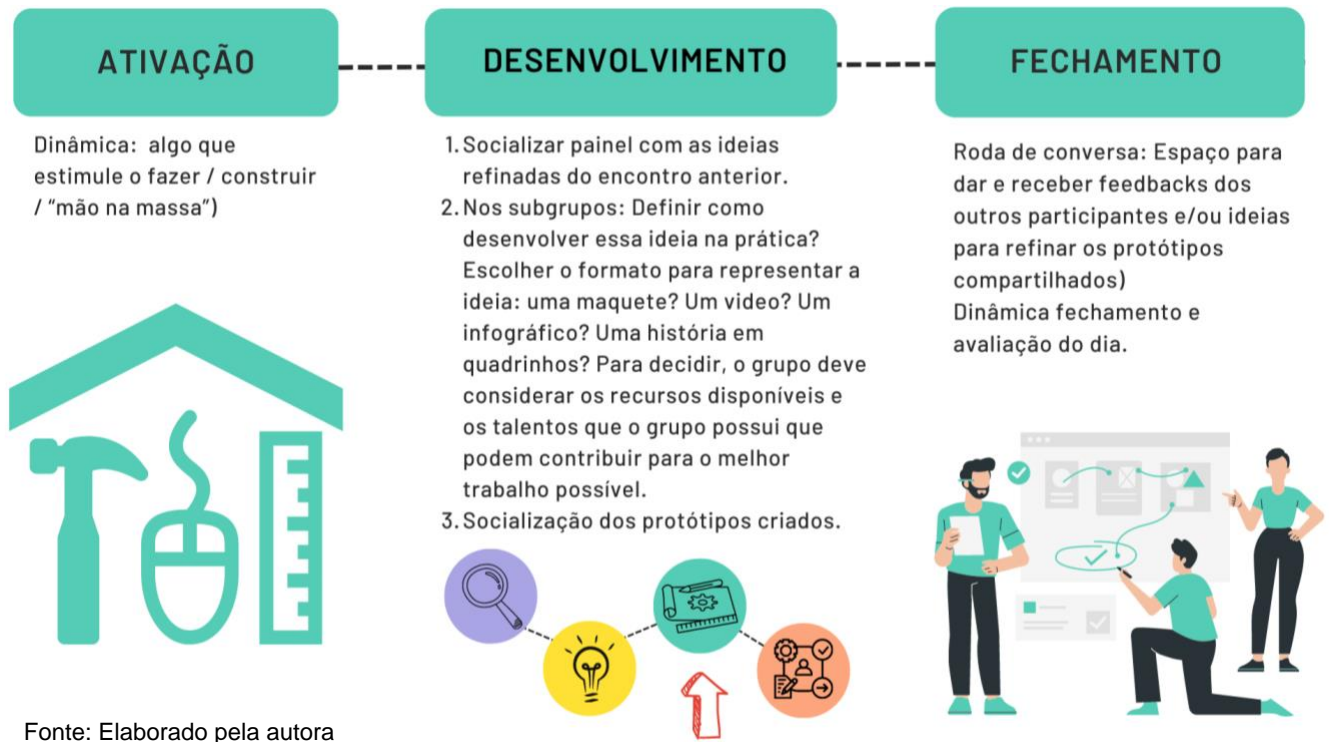 ATIVAÇÃO
Dinâmica: algo que
estimule o fazer / construir
/ “mão na massa”)
DESENVOLVIMENTO
1. Socializar painel com as ideias
refinadas do encontro anterior.
2. Nos subgrupos: Definir como
desenvolver essa ideia na prática?
Escolher o formato para representar a
ideia: uma maquete? Um video? Um
infográfico? Uma história em
quadrinhos? Para decidir, o grupo deve
considerar os recursos disponíveis e
os talentos que o grupo possui que
podem contribuir para o melhor
trabalho possível.
3. Socialização dos protótipos criados.
FECHAMENTO
Roda de conversa: Espaço para
dar e receber feedbacks dos
outros participantes e/ou ideias
para refinar os protótipos
compartilhados)
Dinâmica fechamento e
avaliação do dia.
Fonte: Elaborado pela autora